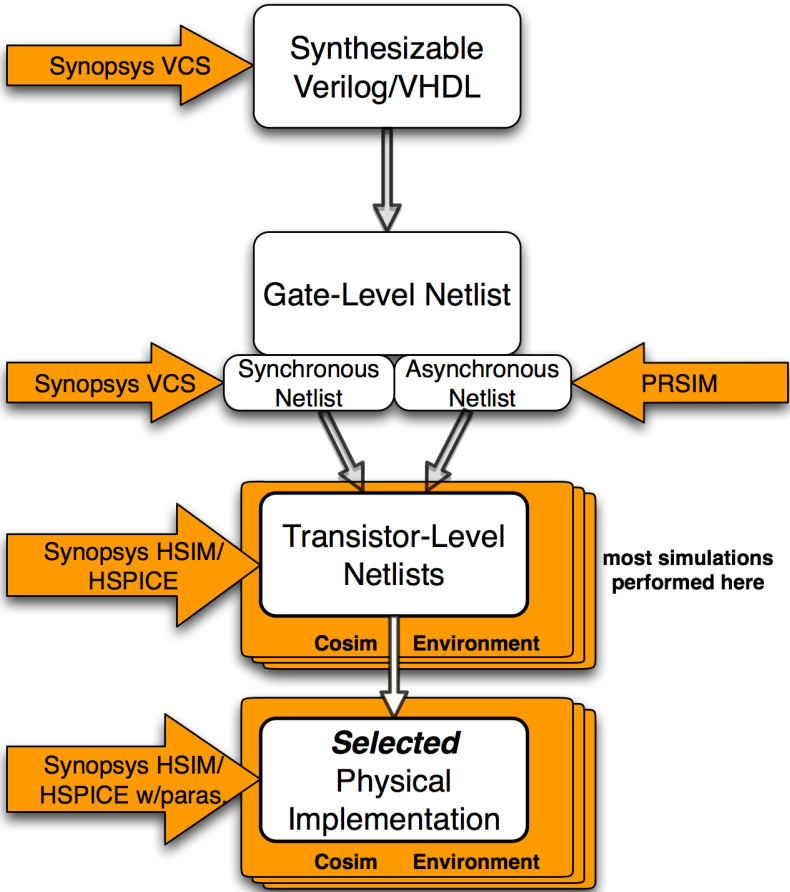 Synopsys VCS
Synthesizable
Verilog/VHDL
Gate-Level Netlist
Synopsys VCS
Synchronous
Netlist
Asynchronous
Netlist
PRSIM
Synopsys HSIM/
HSPICE
Transistor-Level
Netlists
most simulations
performed here
Cosim Environment
Synopsys HSIM/
HSPICE w/paras.
Selected
Physical
Implementation
Cosim Environment